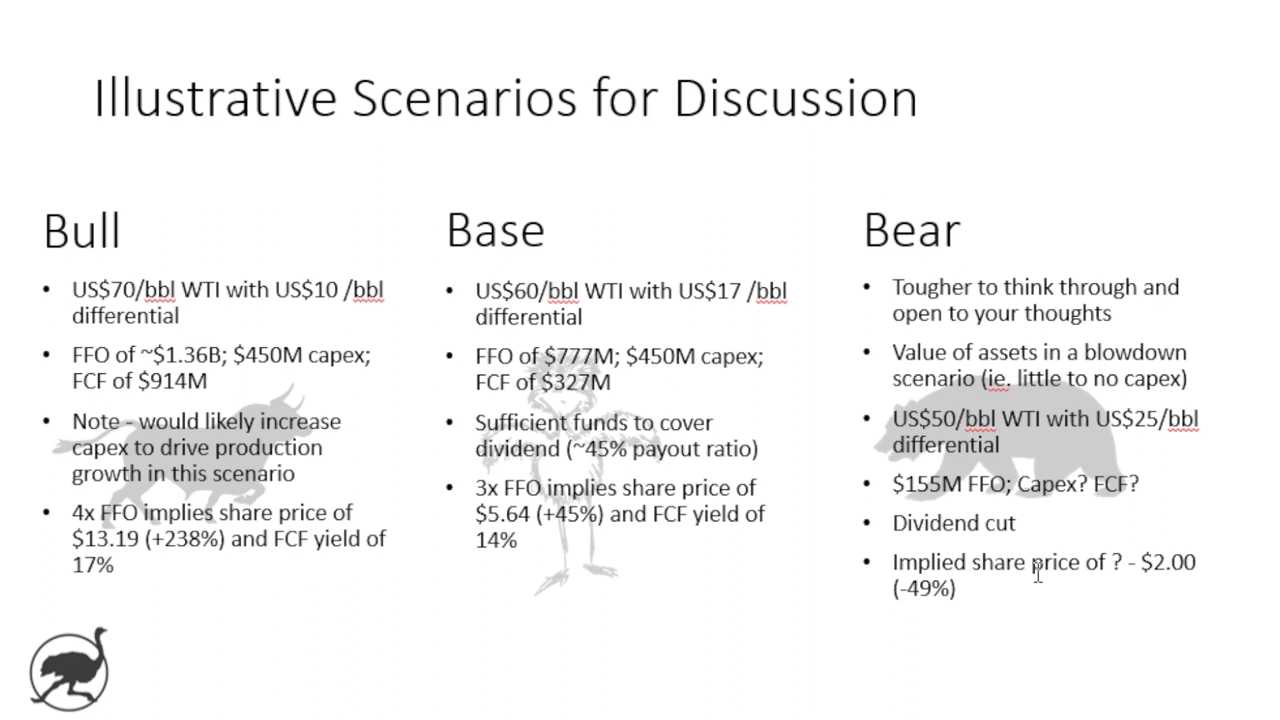 Illustrative Scenarios for Discussion
Bull
• US$70/bbl WTI with US$10 /bbl
differential
• FFO of ~$1.36B; $450M capex;
FCF of $914M
• Note - would likely increase
capex to drive production
growth in this scenario
• 4x FFO implies share price of
$13.19 (+238%) and FCF yield of
17%
Base
• US$60/bbl WTI with US$17 /bbl
differential
• FFO of $777M; $450M capex;
FCF of $327M
• Sufficient funds to cover
dividend (~45% payout ratio)
• 3x FFO implies share price of
$5.64 (+45%) and FCF yield of
14%
Bear
• Tougher to think through and
open to your thoughts
• Value of assets in a blowdown
scenario (ie. little to no capex)
• US$50/bbl WTI with US$25/bbl
differential
• $155M FFO; Capex? FCF?
• Dividend cut
• Implied share price of ? - $2.00
(-49%)